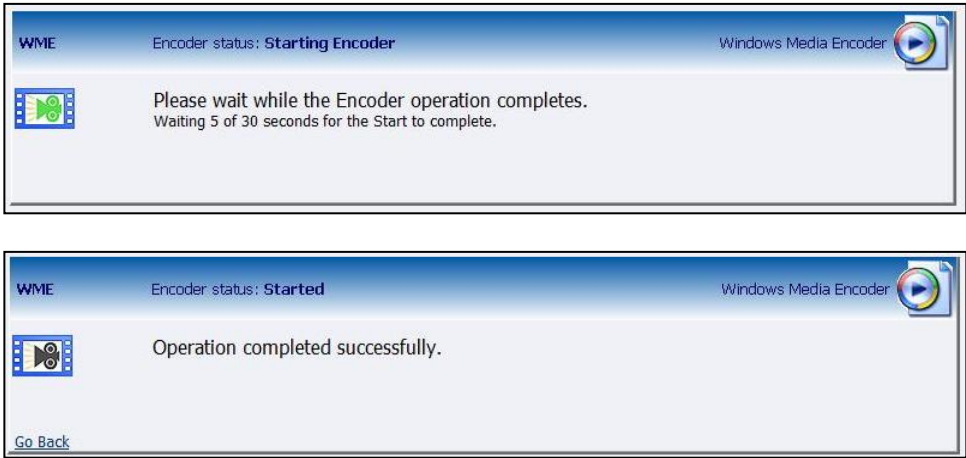 WME Encoder status: Starting Encoder Windows Media Encoder
Please wait while the Encoder operation completes.
Waiting 5 of 30 seconds for the Start to complete.
WME Encoder status: Started Windows Media Encoder
Operation completed successfully.
Go Back